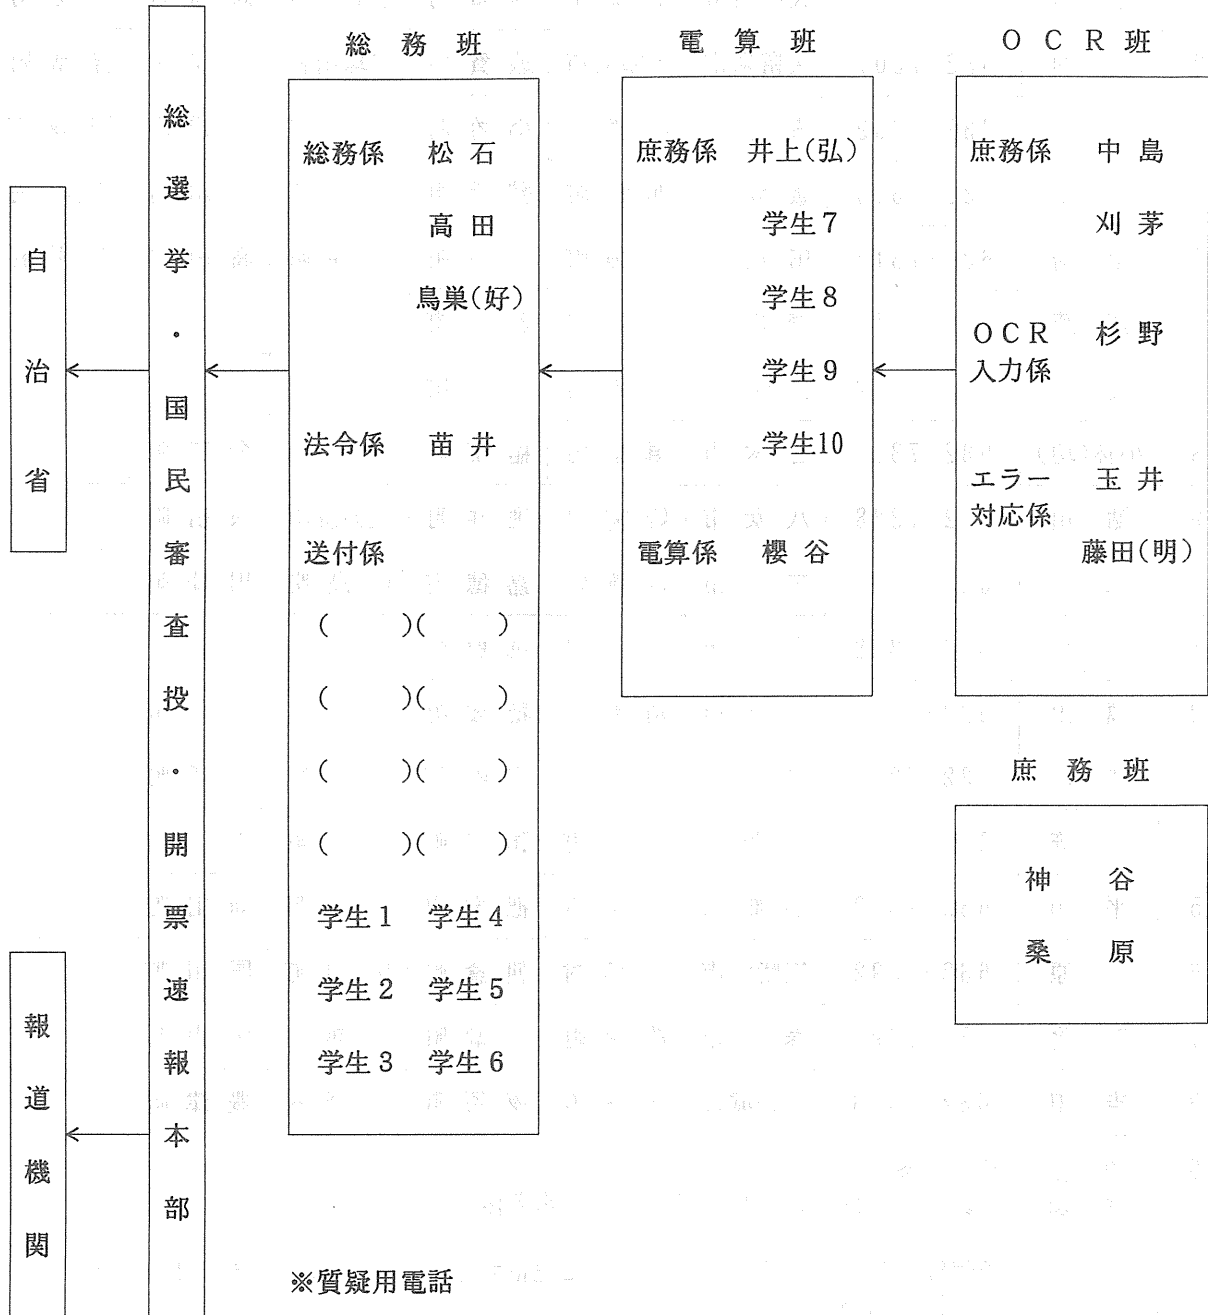 自治省
報道機関
総選挙・国民審査投・開票速報本部
総務班
総務係 松石
高田
鳥巣(好)
法令係 苗井
送付係
( )( )
( )( )
( )( )
( )( )
学生1 学生4
学生2 学生5
学生3 学生6
※質疑用電話
電算班
庶務係 井上(弘)
学生7
学生8
学生9
学生10
電算係 櫻谷
OCR班
庶務係 中島
刈茅
OCR 杉野
入力係
エラー 玉井
対応係
藤田(明)
庶務班
神谷
桑原